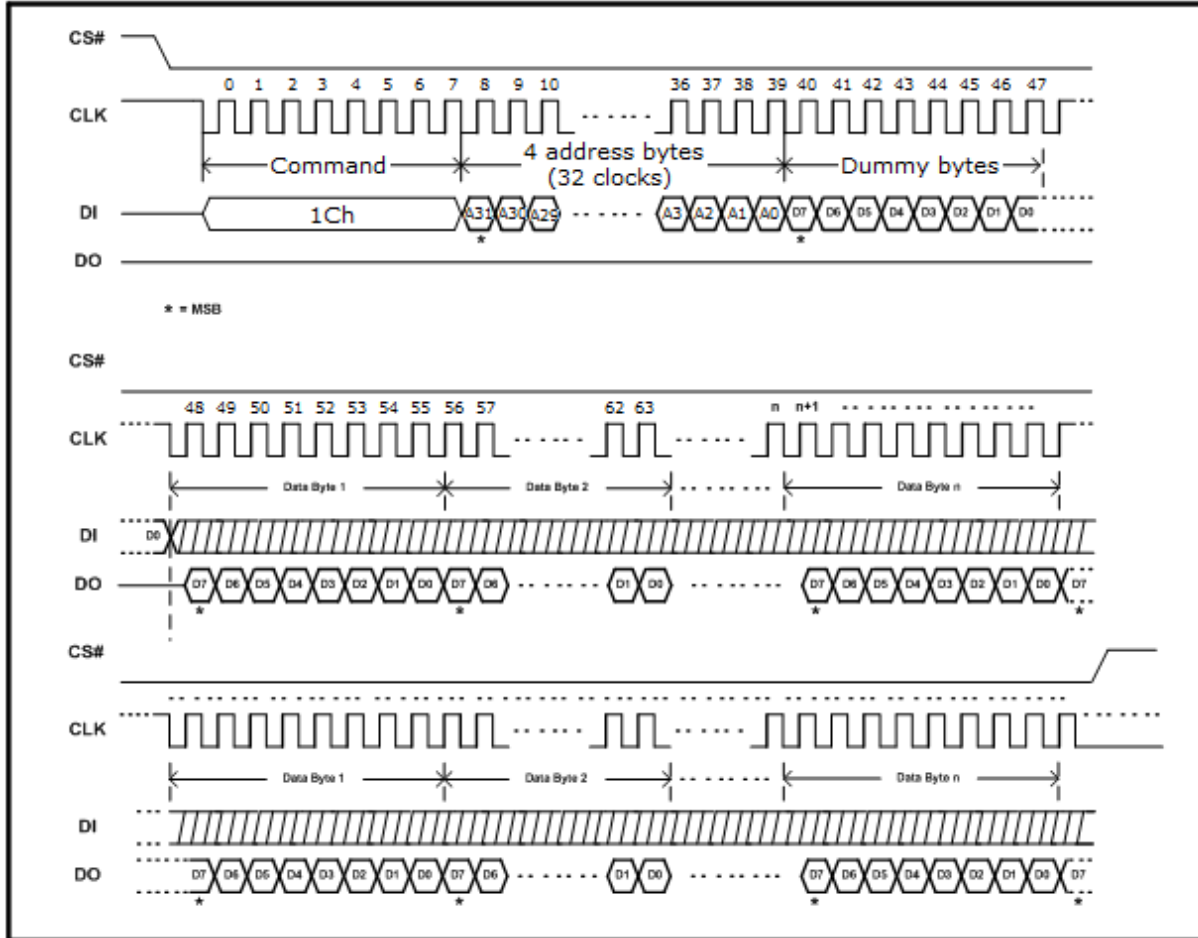 CS#
0 1 2 3 4 5 6 7 8 9 10 36 37 38 39 40 41 42 43 44 45 46 47
CLK
Command 4 address bytes Dummy bytes
(32 clocks)
DI 1Ch A31 A30 A29 A3 A2 A1 A0 D7 D6 D5 D4 D3 D2 D1 D0
* *
DO
* = MSB
CS#
48 49 50 51 52 53 54 55 56 57 62 63 n n+1
CLK
Data Byte 1 Data Byte 2 Data Byte n
DI D0
DO D7 D6 D5 D4 D3 D2 D1 D0 D7 D6 D1 D0 D7 D6 D5 D4 D3 D2 D1 D0 D7
* * * *
CS#
CLK
Data Byte 1 Data Byte 2 Data Byte n
DI
DO D7 D6 D5 D4 D3 D2 D1 D0 D7 D6 D1 D0 D7 D6 D5 D4 D3 D2 D1 D0 D7
* * * *